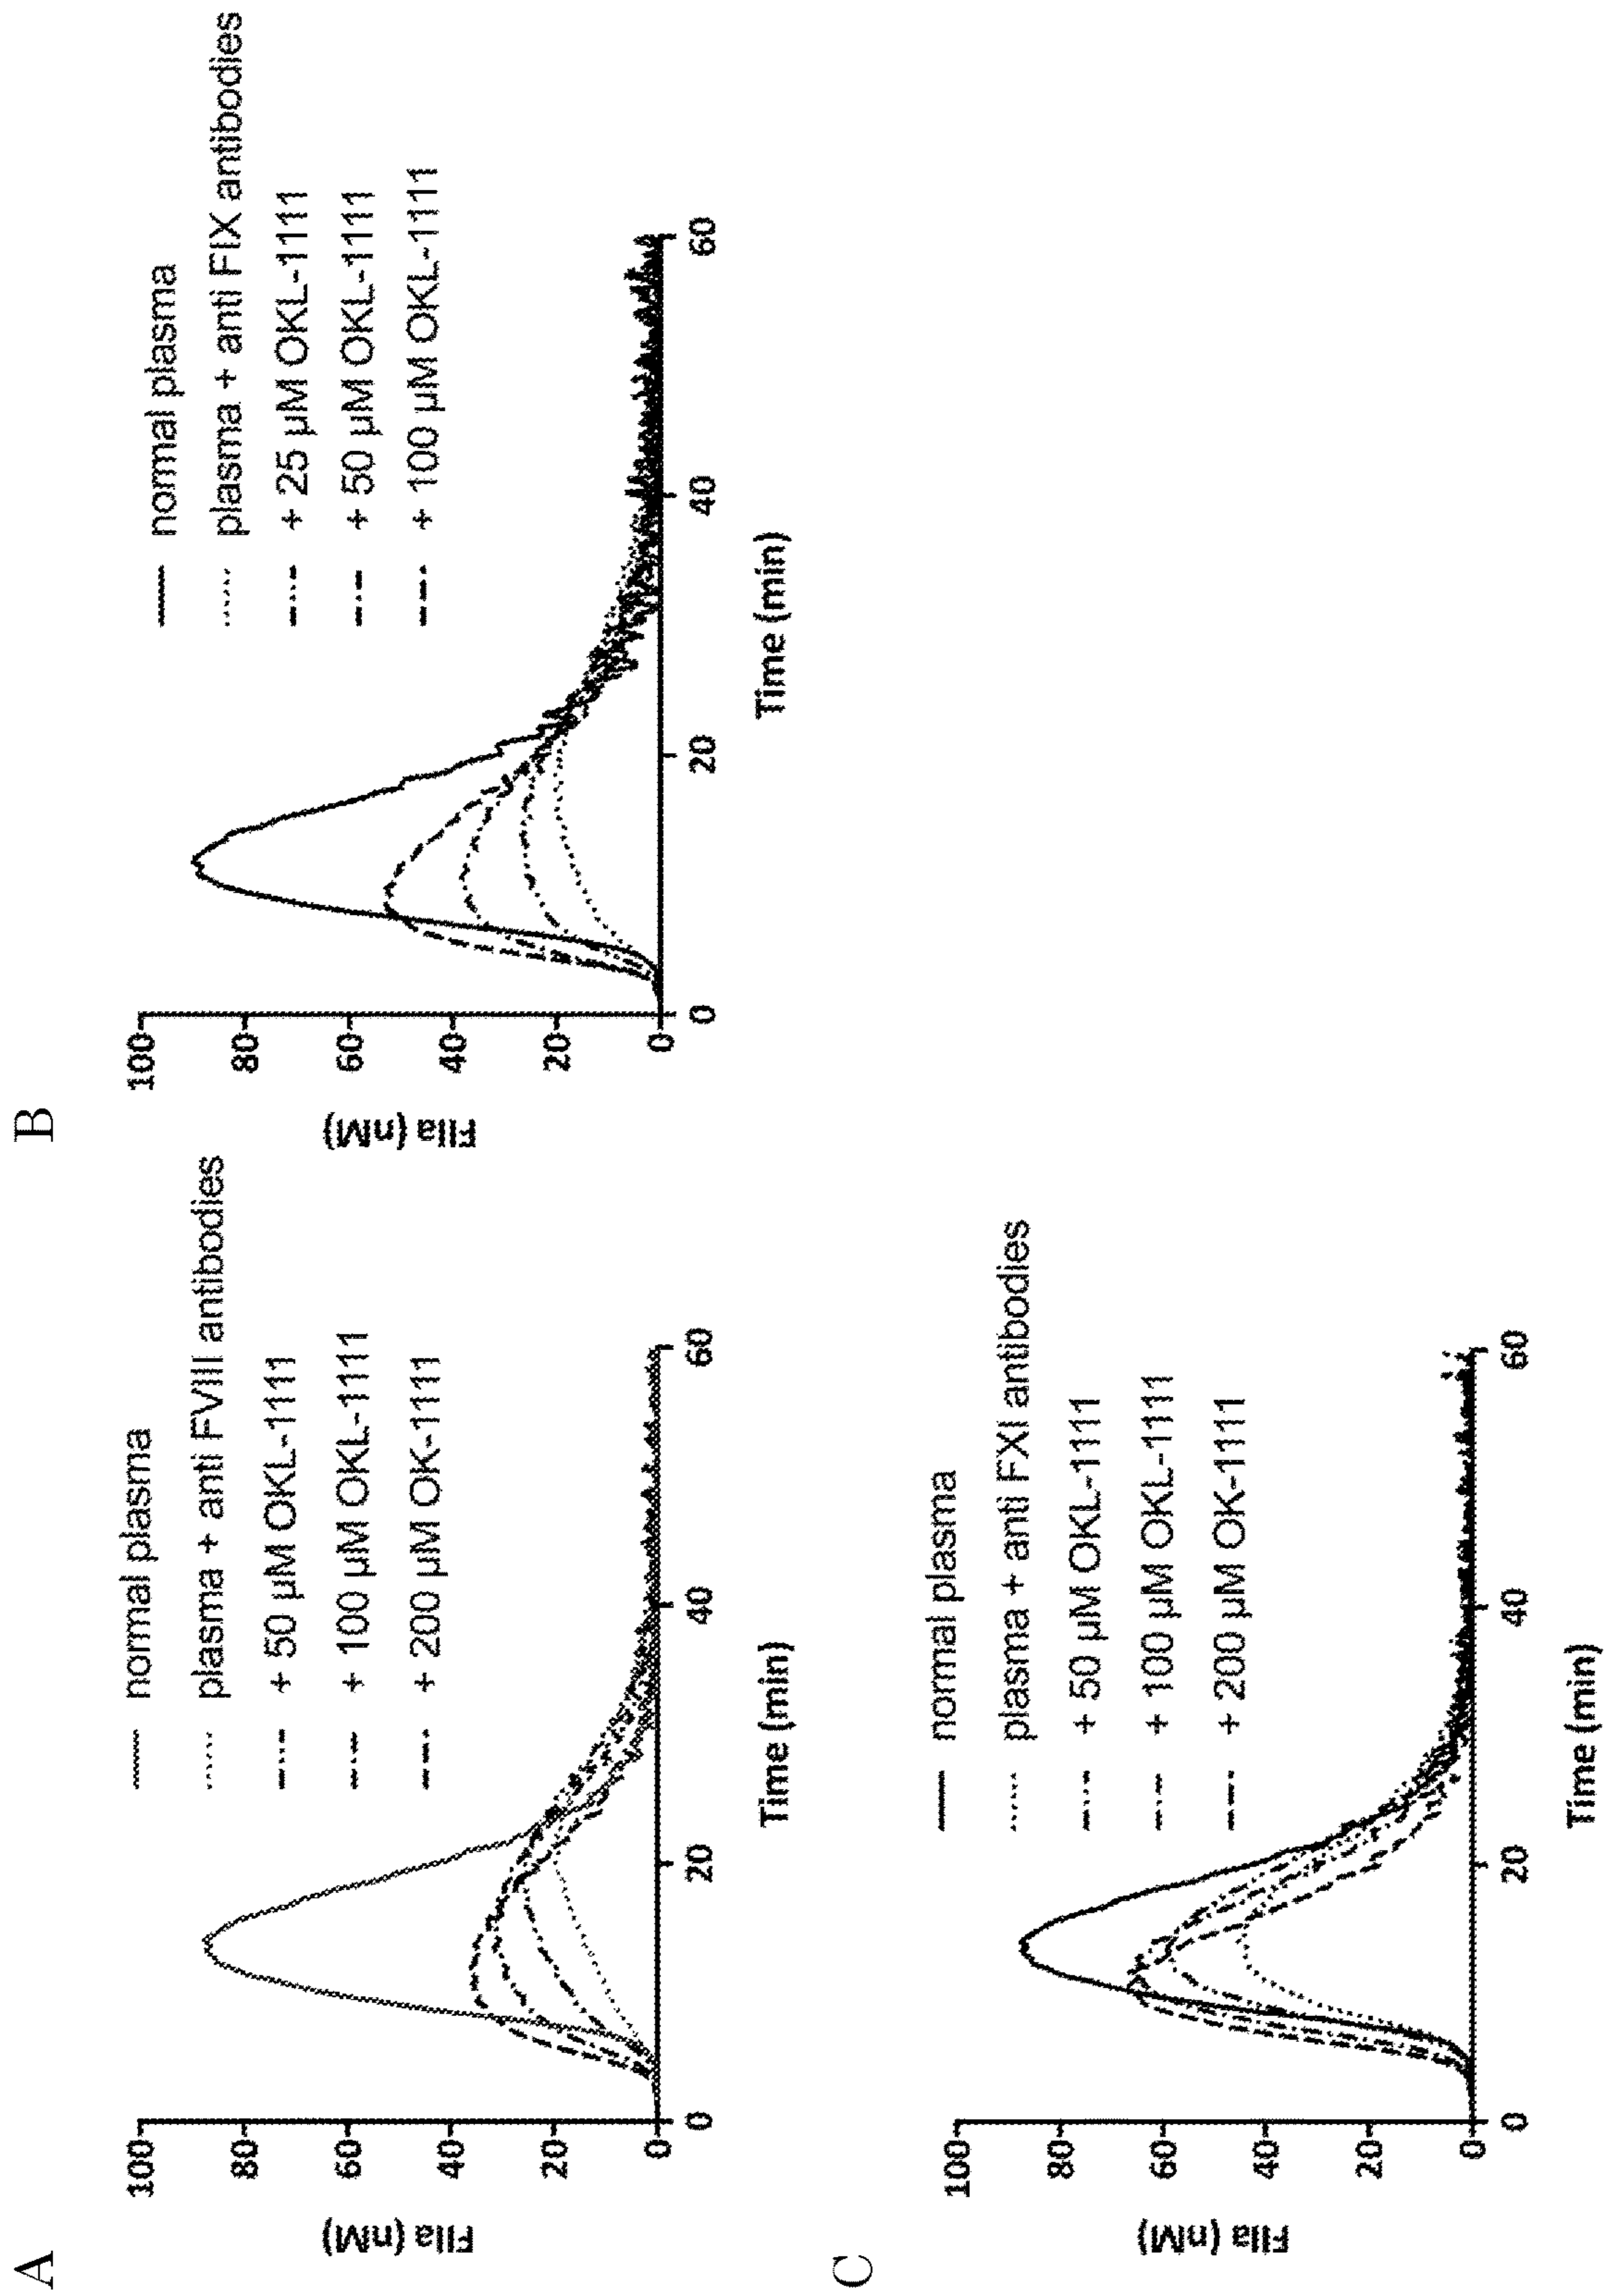 A
normal plasma
plasma + anti FVIII antibodies
+ 50 µM OKL-1111
+ 100 µM OKL-1111
+ 200 µM OK-1111
100
80
60
40
20
0
FIIa (nM)
0
20
40
60
Time (min)
B
normal plasma
plasma + anti FIX antibodies
+ 25 µM OKL-1111
+ 50 µM OKL-1111
+ 100 µM OKL-1111
100
80
60
40
20
0
FIIa (nM)
0
20
40
60
Time (min)
C
normal plasma
plasma + anti FXI antibodies
+ 50 µM OKL-1111
+ 100 µM OKL-1111
+ 200 µM OK-1111
100
80
60
40
20
0
FIIa (nM)
0
20
40
60
Time (min)